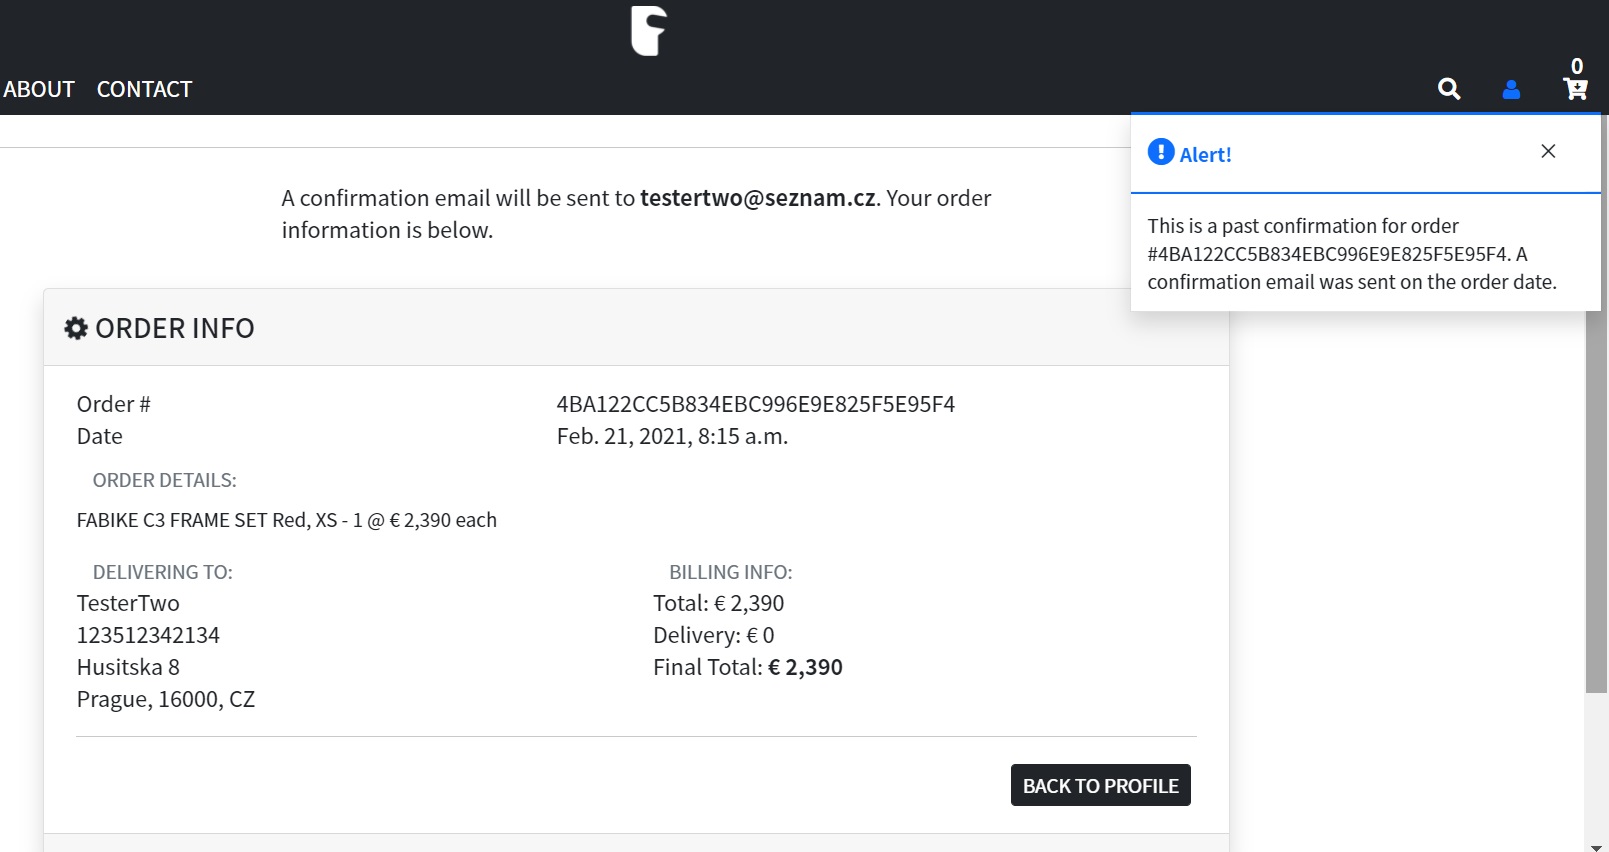 ABOUT CONTACT
0
Alert!
This is a past confirmation for order
#4BA122CC5B834EBC996E9E825F5E95F4. A
confirmation email was sent on the order date.
A confirmation email will be sent to testertwo@seznam.cz. Your order
information is below.
ORDER INFO
Order # 4BA122CC5B834EBC996E9E825F5E95F4
Date Feb. 21, 2021, 8:15 a.m.
ORDER DETAILS:
FABIKE C3 FRAME SET Red, XS - 1 @ € 2,390 each
DELIVERING TO:
TesterTwo
123512342134
Husitska 8
Prague, 16000, CZ
BILLING INFO:
Total: € 2,390
Delivery: € 0
Final Total: € 2,390
BACK TO PROFILE